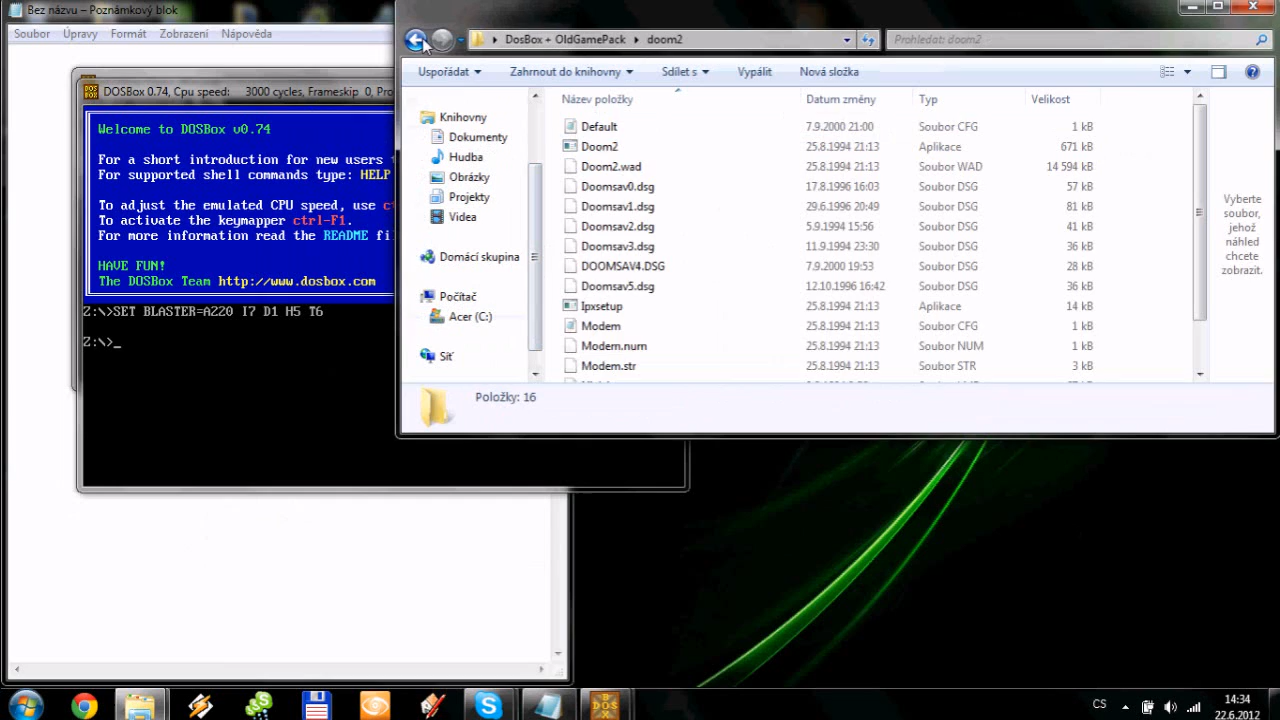 Bez názvu – Poznámkový blok
Soubor Úpravy Formát Zobrazení Nápověda
DOSBox 0.74, Cpu speed: 3000 cycles, Frameskip 0, Pro
Welcome to DOSBox v0.74
For a short introduction for new users
For supported shell commands type: HELP
To adjust the emulated CPU speed, use
To activate the keymapper ctrl-F1.
For more information read the README
HAVE FUN!
The DOSBox Team http://www.dosbox.com
Z:\>SET BLASTER=A220 I7 D1 H5 T6
Z:\>_
DosBox + OldGamePack doom2
Prohledat: doom2
Uspořádat Zahrnout do knihovny Sdílet s Vypálit Nová složka
Knihovny
Dokumenty
Hudba
Obrázky
Projekty
Videa
Domácí skupina
Počítač
Acer (C:)
Síť
Název položky Datum změny Typ Velikost
Default 7.9.2000 21:00 Soubor CFG 1 kB
Doom2 25.8.1994 21:13 Aplikace 671 kB
Doom2.wad 25.8.1994 21:13 Soubor WAD 14 594 kB
Doomsav0.dsg 17.8.1996 16:03 Soubor DSG 57 kB
Doomsav1.dsg 29.6.1996 20:49 Soubor DSG 81 kB
Doomsav2.dsg 5.9.1994 15:56 Soubor DSG 41 kB
Doomsav3.dsg 11.9.1994 23:30 Soubor DSG 36 kB
DOOMSAV4.DSG 7.9.2000 19:53 Soubor DSG 28 kB
Doomsav5.dsg 12.10.1996 16:42 Soubor DSG 36 kB
Ipxsetup 25.8.1994 21:13 Aplikace 14 kB
Modem 25.8.1994 21:13 Soubor CFG 1 kB
Modem.num 25.8.1994 21:13 Soubor NUM 1 kB
Modem.str 25.8.1994 21:13 Soubor STR 3 kB
Vyberte
soubor,
jehož
náhled
chcete
zobrazit.
Položky: 16
CS
14:34
22.6.2012